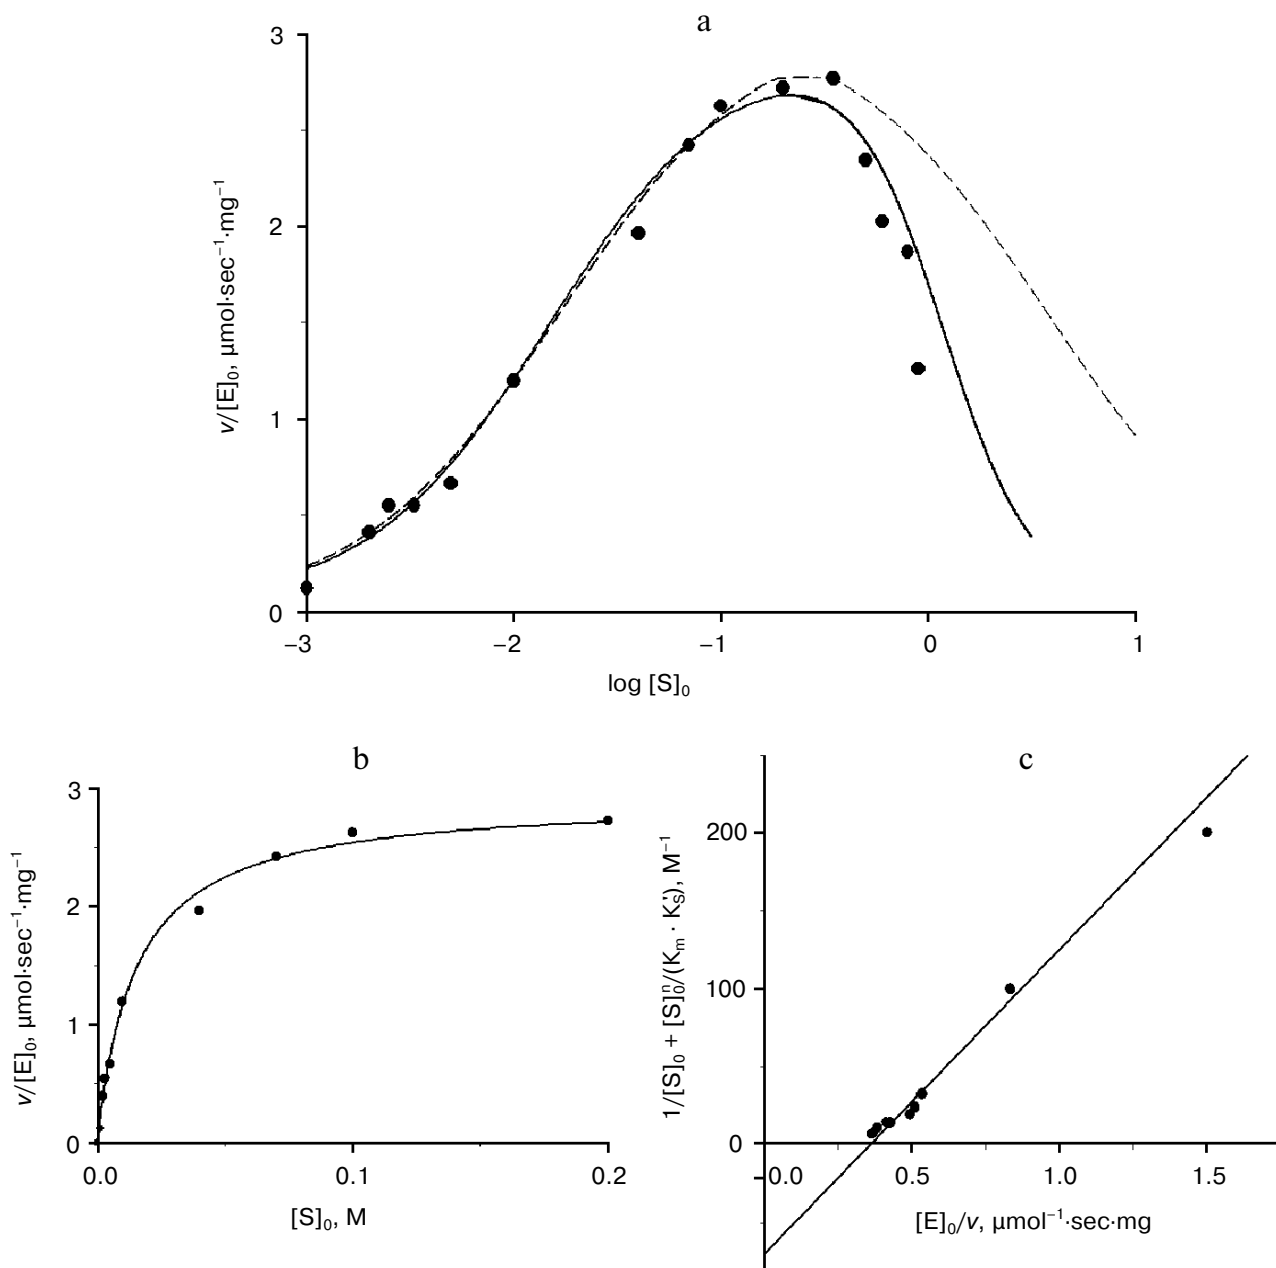 a
3
2
1
0
v/[E]₀, µmol·sec⁻¹·mg⁻¹
−3
−2
−1
0
1
log [S]₀
b
3
2
1
0
v/[E]₀, µmol·sec⁻¹·mg⁻¹
0.0
0.1
0.2
[S]₀, M
c
200
100
0
1/[S]₀ + [S]₀ⁿ/(Kₘ · K'ₛ), M⁻¹
0.0
0.5
1.0
1.5
[E]₀/v, µmol⁻¹·sec·mg